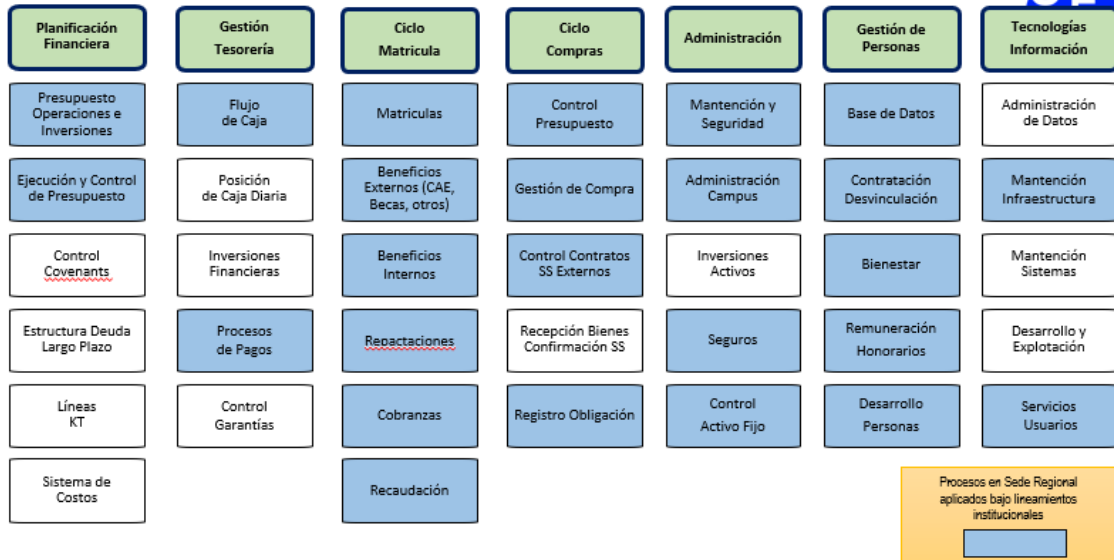 Planificación
Financiera
Gestión
Tesorería
Ciclo
Matricula
Ciclo
Compras
Administración
Gestión de
Personas
Tecnologías
Información
Presupuesto
Operaciones e
Inversiones
Flujo
de Caja
Matriculas
Control
Presupuesto
Mantención y
Seguridad
Base de Datos
Administración
de Datos
Ejecución y Control
de Presupuesto
Posición
de Caja Diaria
Beneficios
Externos (CAE,
Becas, otros)
Gestión de Compra
Administración
Campus
Contratación
Desvinculación
Mantención
Infraestructura
Control
Covenants
Inversiones
Financieras
Beneficios
Internos
Control Contratos
SS Externos
Inversiones
Activos
Bienestar
Mantención
Sistemas
Estructura Deuda
Largo Plazo
Procesos
de Pagos
Repactaciones
Recepción Bienes
Confirmación SS
Seguros
Remuneración
Honorarios
Desarrollo y
Explotación
Líneas
KT
Control
Garantías
Cobranzas
Registro Obligación
Control
Activo Fijo
Desarrollo
Personas
Servicios
Usuarios
Sistema de
Costos
Recaudación
Procesos en Sede Regional
aplicados bajo lineamientos
institucionales